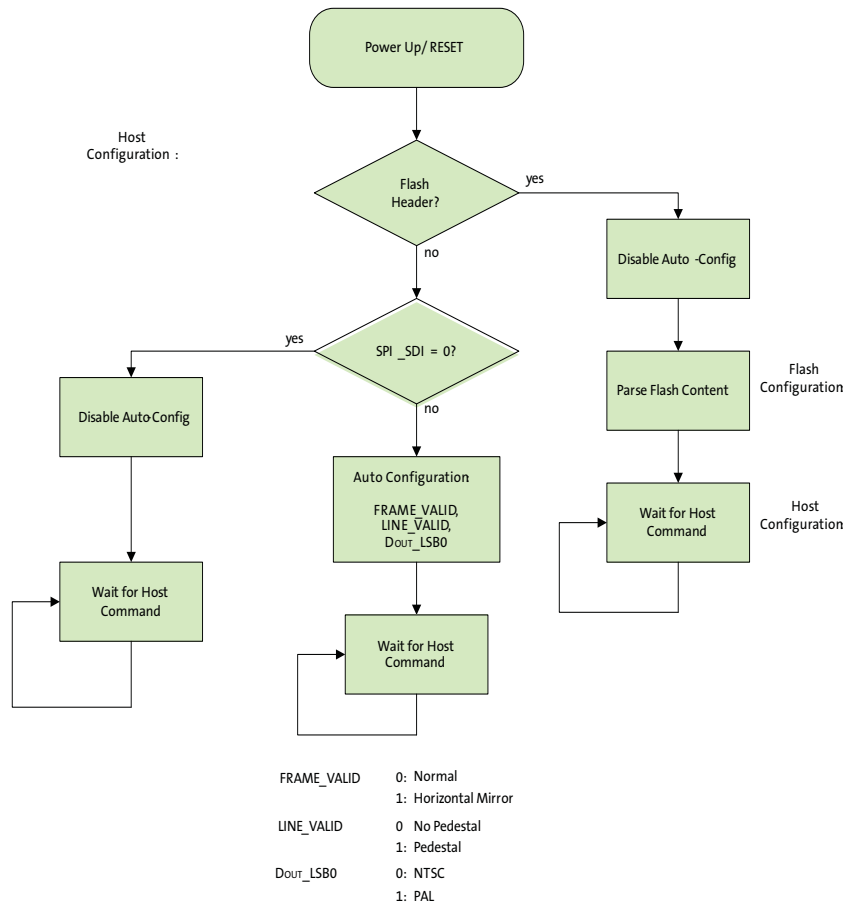 Power Up/ RESET
Host
Configuration :
Flash
Header?
yes
no
Disable Auto -Config
SPI _SDI = 0?
yes
no
Parse Flash Content
Flash
Configuration
Disable Auto-Config
Auto Configuration
FRAME_VALID,
LINE_VALID,
DOUT_LSB0
Wait for Host
Command
Host
Configuration
Wait for Host
Command
Wait for Host
Command
FRAME_VALID 0: Normal
1: Horizontal Mirror
LINE_VALID 0 No Pedestal
1: Pedestal
DOUT_LSB0 0: NTSC
1: PAL